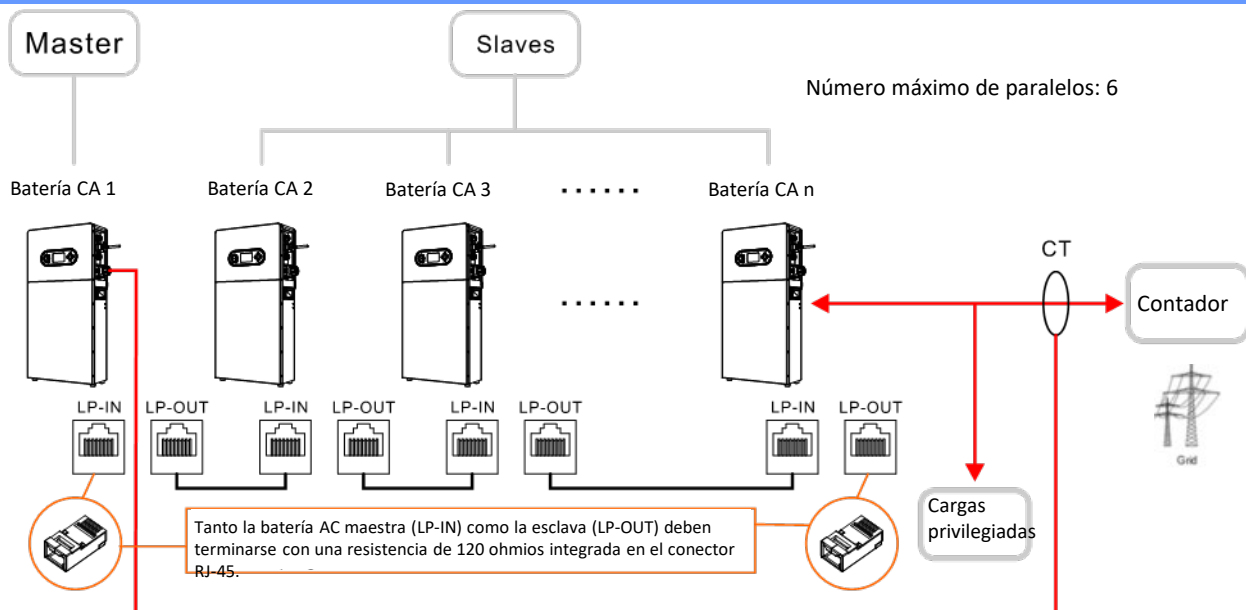 Master
Slaves
Número máximo de paralelos: 6
Batería CA 1
Batería CA 2
Batería CA 3
......
Batería CA n
......
CT
Contador
Grid
LP-IN
LP-OUT
LP-IN
LP-OUT
LP-IN
LP-OUT
LP-IN
LP-OUT
Cargas
privilegiadas
Tanto la batería AC maestra (LP-IN) como la esclava (LP-OUT) deben
terminarse con una resistencia de 120 ohmios integrada en el conector
RJ-45.